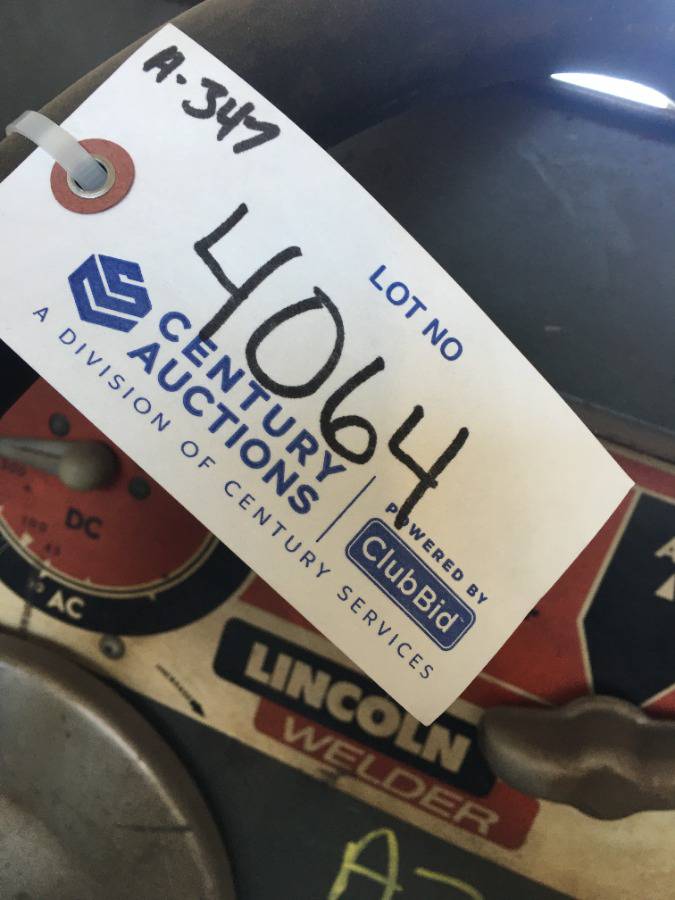 A-347
LOT NO
4064
CENTURY
AUCTIONS
A DIVISION OF CENTURY SERVICES
POWERED BY
ClubBid
DC
AC
LINCOLN
WELDER
A-